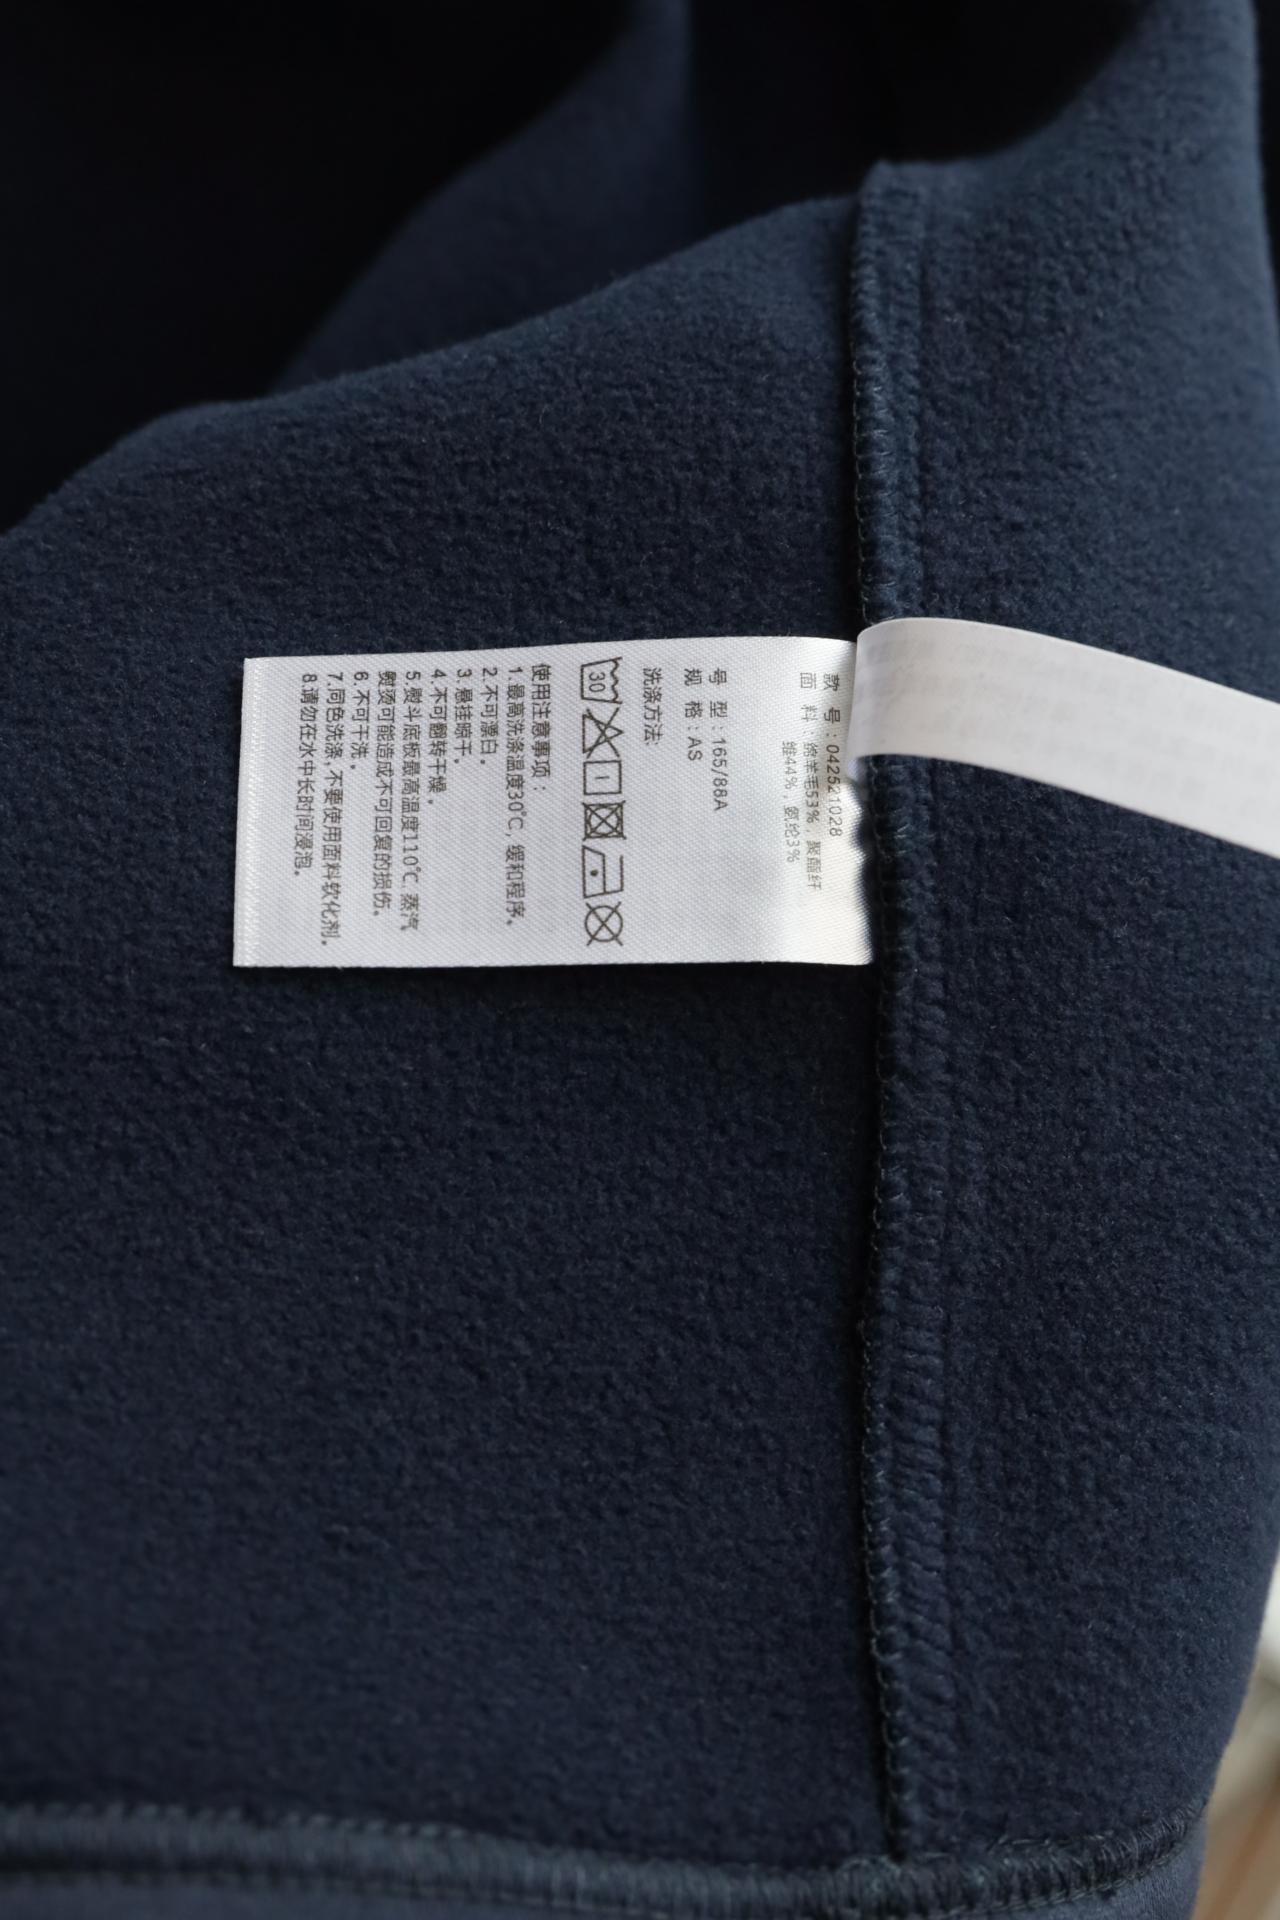 款 号：042521028
面 料：绵羊毛53%，聚酯纤
维44%，氨纶3%
号 型：165/88A
规 格：AS
洗涤方法:
30
使用注意事项：
1.最高洗涤温度30℃, 缓和程序。
2.不可漂白。
3.悬挂晾干。
4.不可翻转干燥。
5.熨斗底板最高温度110℃, 蒸汽
熨烫可能造成不可回复的损伤。
6.不可干洗。
7.同色洗涤,不要使用面料软化剂。
8.请勿在水中长时间浸泡。